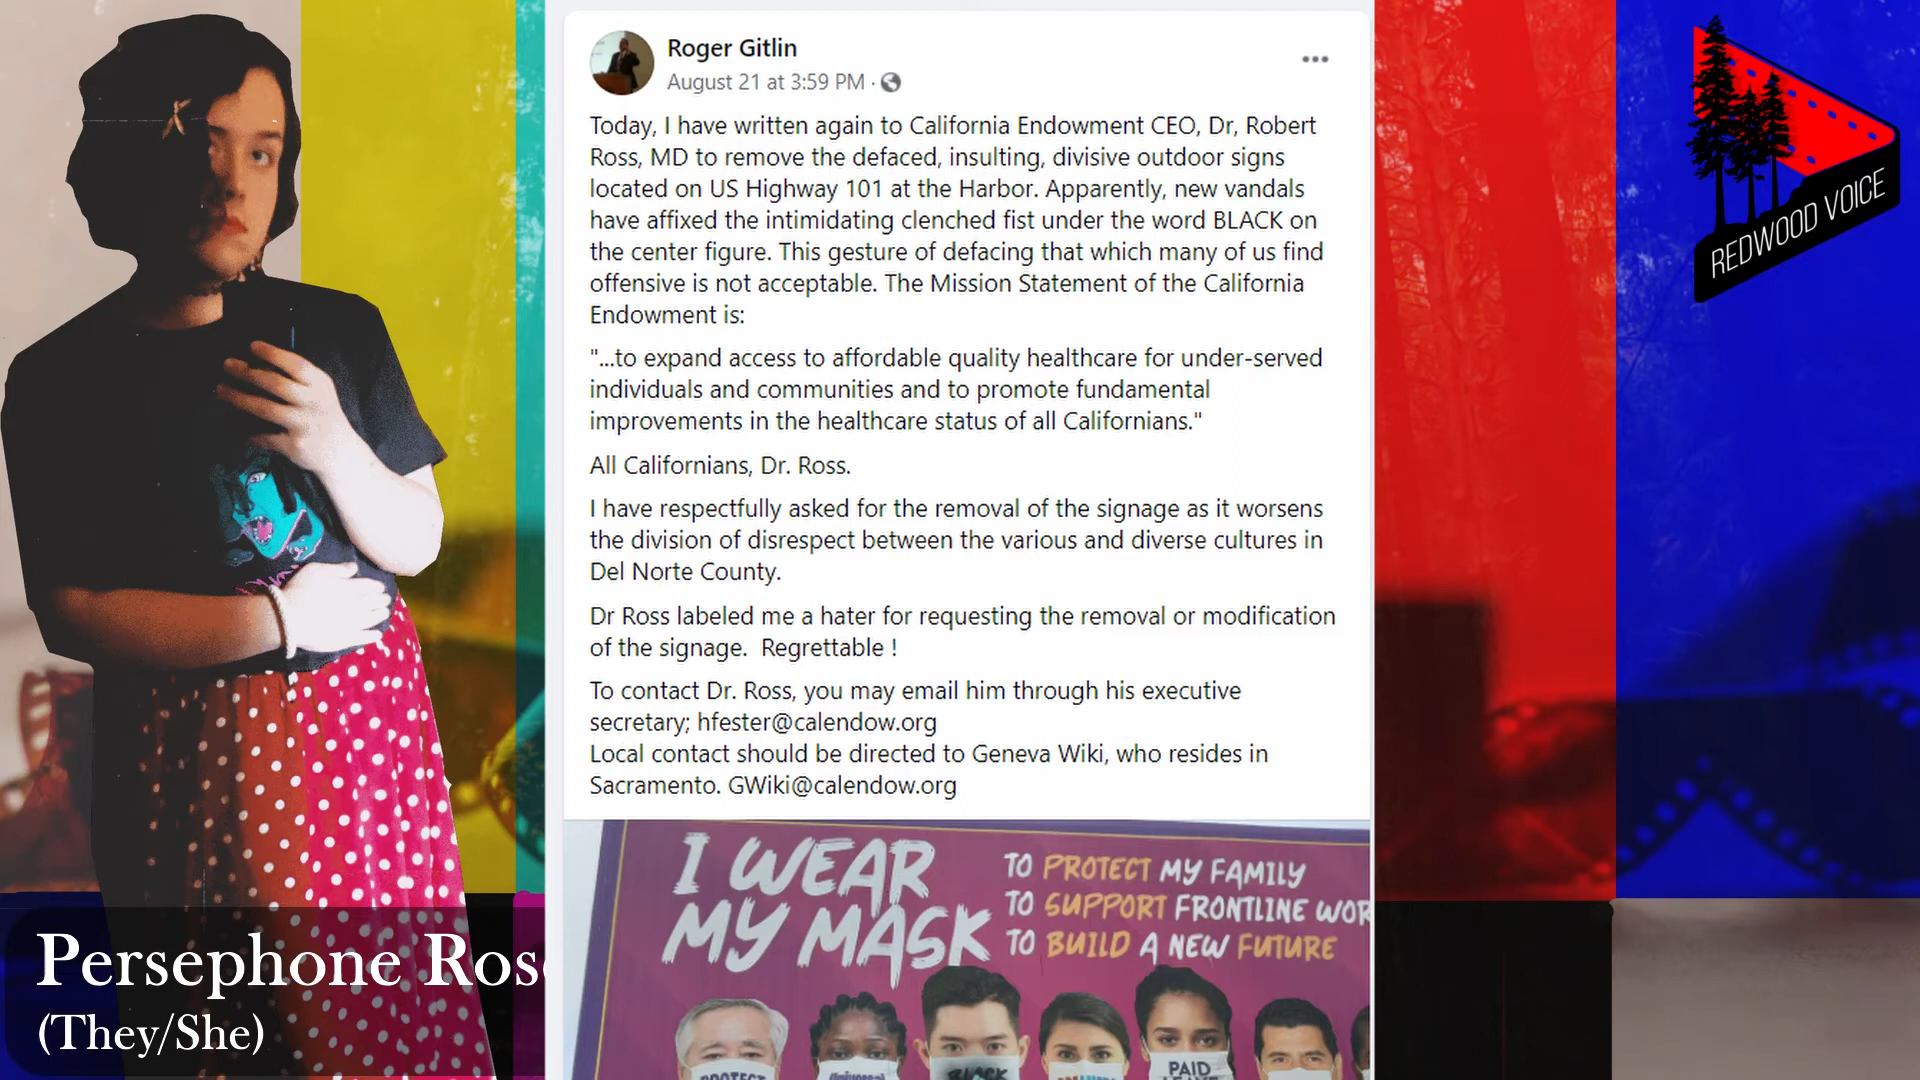 Roger Gitlin
August 21 at 3:59 PM ·
Today, I have written again to California Endowment CEO, Dr, Robert
Ross, MD to remove the defaced, insulting, divisive outdoor signs
located on US Highway 101 at the Harbor. Apparently, new vandals
have affixed the intimidating clenched fist under the word BLACK on
the center figure. This gesture of defacing that which many of us find
offensive is not acceptable. The Mission Statement of the California
Endowment is:
"...to expand access to affordable quality healthcare for under-served
individuals and communities and to promote fundamental
improvements in the healthcare status of all Californians."
All Californians, Dr. Ross.
I have respectfully asked for the removal of the signage as it worsens
the division of disrespect between the various and diverse cultures in
Del Norte County.
Dr Ross labeled me a hater for requesting the removal or modification
of the signage.  Regrettable !
To contact Dr. Ross, you may email him through his executive
secretary; hfester@calendow.org
Local contact should be directed to Geneva Wiki, who resides in
Sacramento. GWiki@calendow.org
I WEAR
MY MASK
TO PROTECT MY FAMILY
TO SUPPORT FRONTLINE WOR
TO BUILD A NEW FUTURE
PROTECT
Universal
BLACK
PAID
LEAVE
REDWOOD VOICE
Persephone Ros
(They/She)